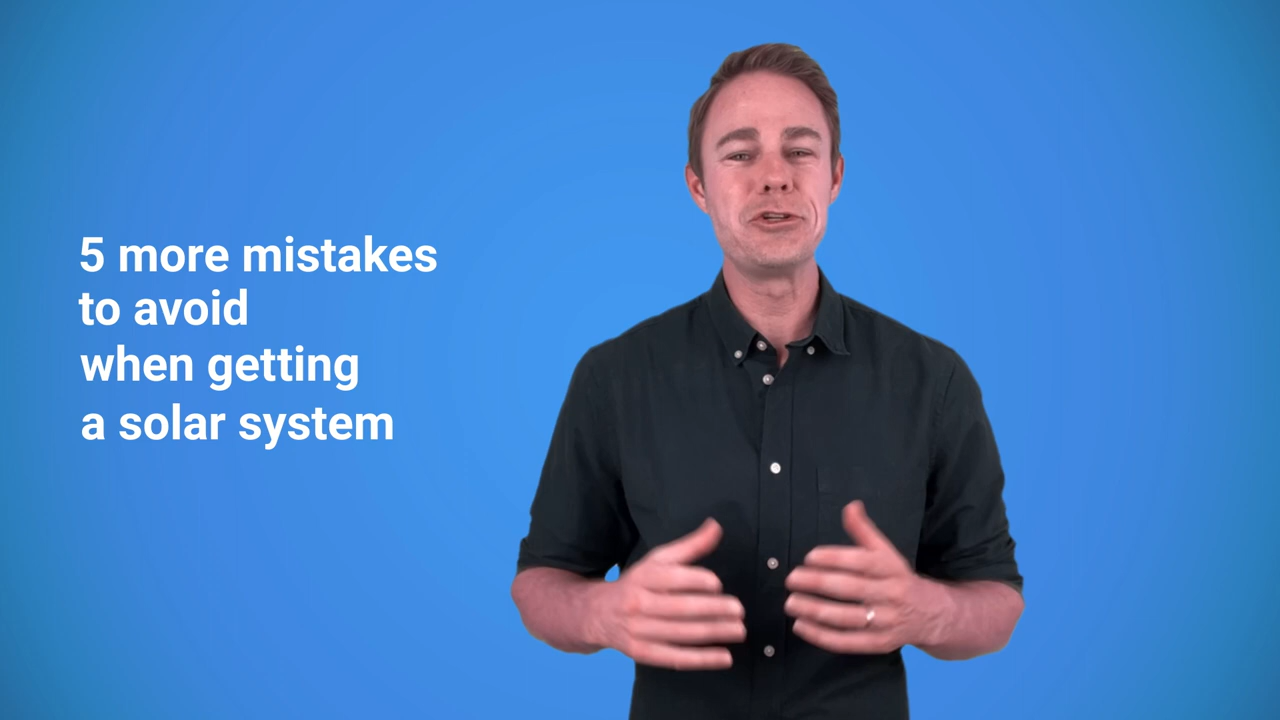 5 more mistakes
to avoid
when getting
a solar system